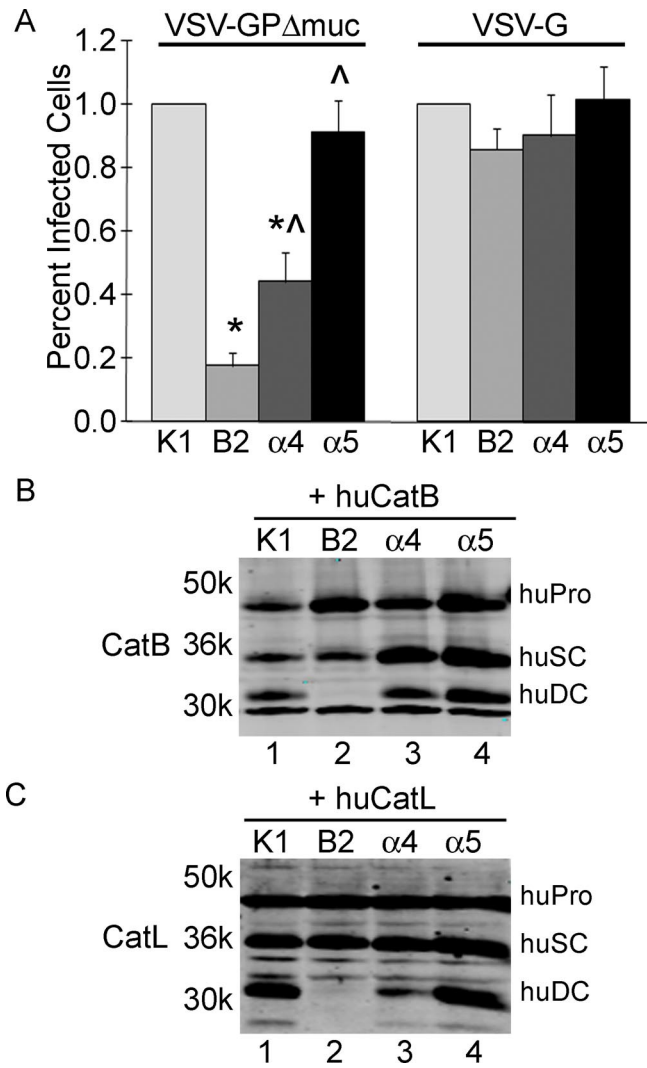 A
VSV-GPΔmuc VSV-G
Percent Infected Cells
1.2
1.0
0.8
0.6
0.4
0.2
0.0
* *^ ^
K1 B2 α4 α5 K1 B2 α4 α5
B
+ huCatB
K1 B2 α4 α5
50k huPro
CatB 36k huSC
30k huDC
1 2 3 4
C
+ huCatL
K1 B2 α4 α5
50k huPro
CatL 36k huSC
30k huDC
1 2 3 4